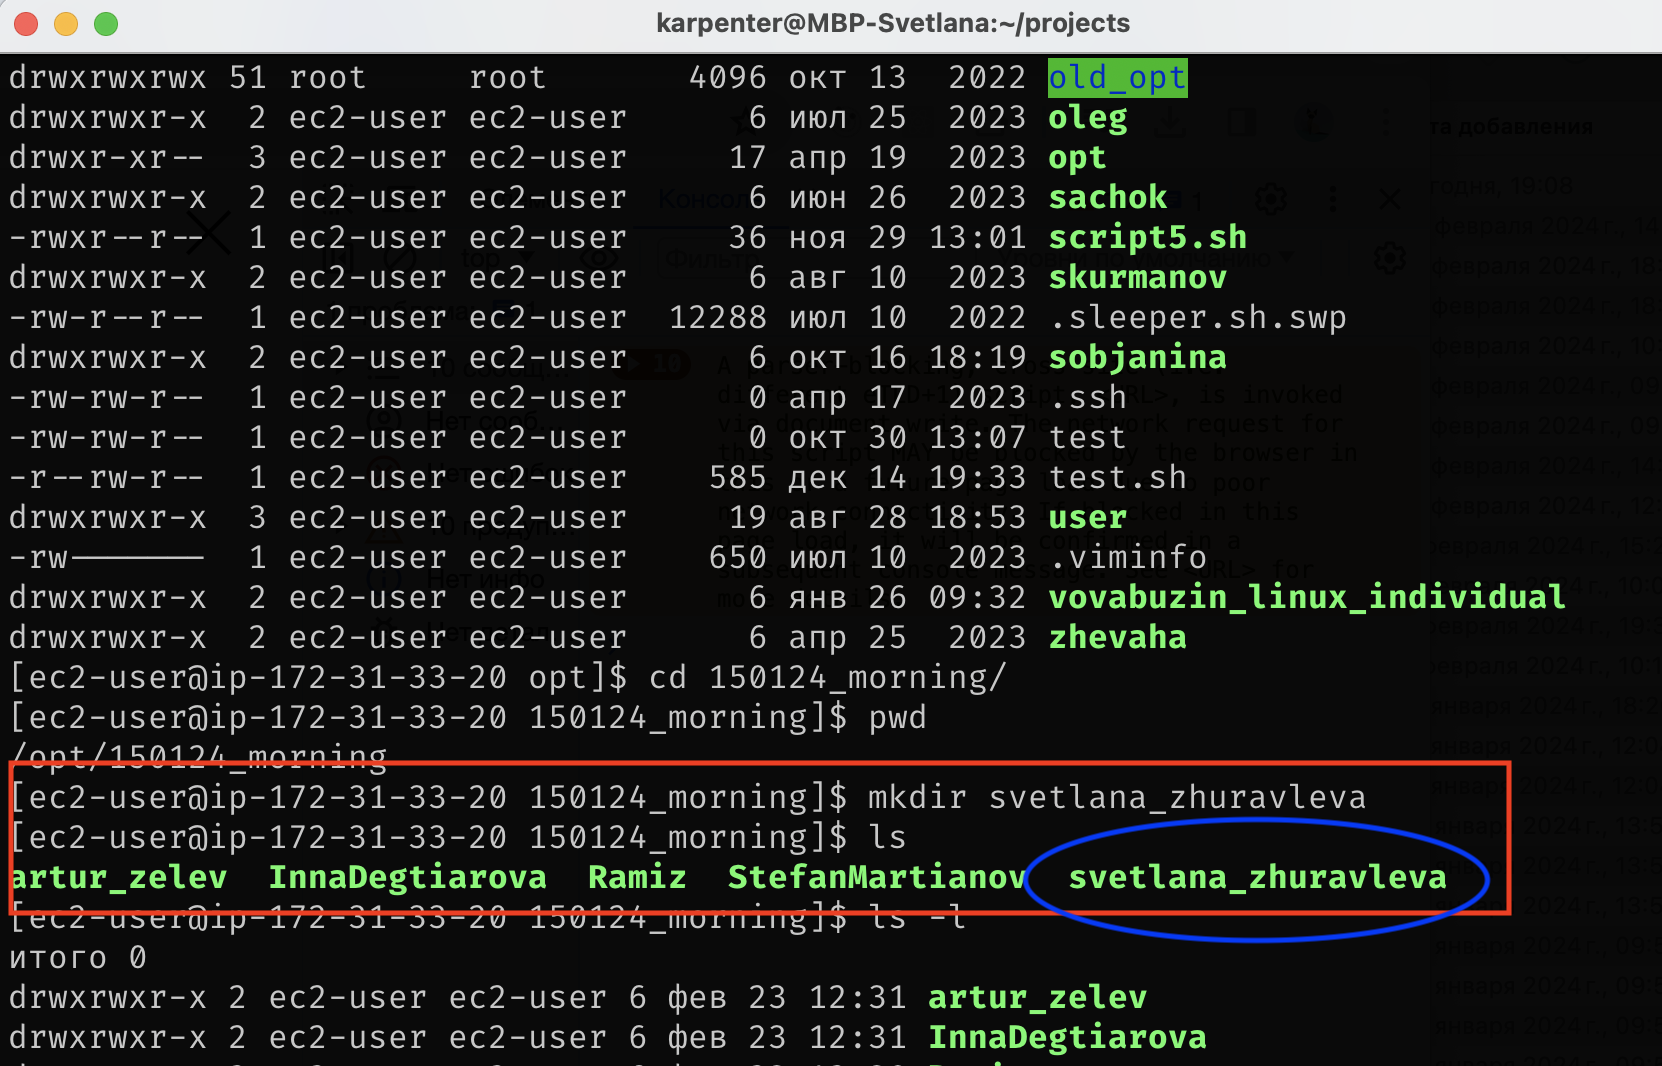 karpenter@MBP-Svetlana:~/projects
drwxrwxrwx 51 root root 4096 окт 13 2022 old_opt
drwxrwxr-x 2 ec2-user ec2-user 6 июл 25 2023 oleg
drwxr-xr-- 3 ec2-user ec2-user 17 апр 19 2023 opt
drwxrwxr-x 2 ec2-user ec2-user 6 июн 26 2023 sachok
-rwxr--r-- 1 ec2-user ec2-user 36 ноя 29 13:01 script5.sh
drwxrwxr-x 2 ec2-user ec2-user 6 авг 10 2023 skurmanov
-rw-r--r-- 1 ec2-user ec2-user 12288 июл 10 2022 .sleeper.sh.swp
drwxrwxr-x 2 ec2-user ec2-user 6 окт 16 18:19 sobjanina
-rw-rw-r-- 1 ec2-user ec2-user 0 апр 17 2023 .ssh
-rw-rw-r-- 1 ec2-user ec2-user 0 окт 30 13:07 test
-r--rw-r-- 1 ec2-user ec2-user 585 дек 14 19:33 test.sh
drwxrwxr-x 3 ec2-user ec2-user 19 авг 28 18:53 user
-rw------- 1 ec2-user ec2-user 650 июл 10 2023 .viminfo
drwxrwxr-x 2 ec2-user ec2-user 6 янв 26 09:32 vovabuzin_linux_individual
drwxrwxr-x 2 ec2-user ec2-user 6 апр 25 2023 zhevaha
[ec2-user@ip-172-31-33-20 opt]$ cd 150124_morning/
[ec2-user@ip-172-31-33-20 150124_morning]$ pwd
/opt/150124_morning
[ec2-user@ip-172-31-33-20 150124_morning]$ mkdir svetlana_zhuravleva
[ec2-user@ip-172-31-33-20 150124_morning]$ ls
artur_zelev InnaDegtiarova Ramiz StefanMartianov svetlana_zhuravleva
[ec2-user@ip-172-31-33-20 150124_morning]$ ls -l
итого 0
drwxrwxr-x 2 ec2-user ec2-user 6 фев 23 12:31 artur_zelev
drwxrwxr-x 2 ec2-user ec2-user 6 фев 23 12:31 InnaDegtiarova